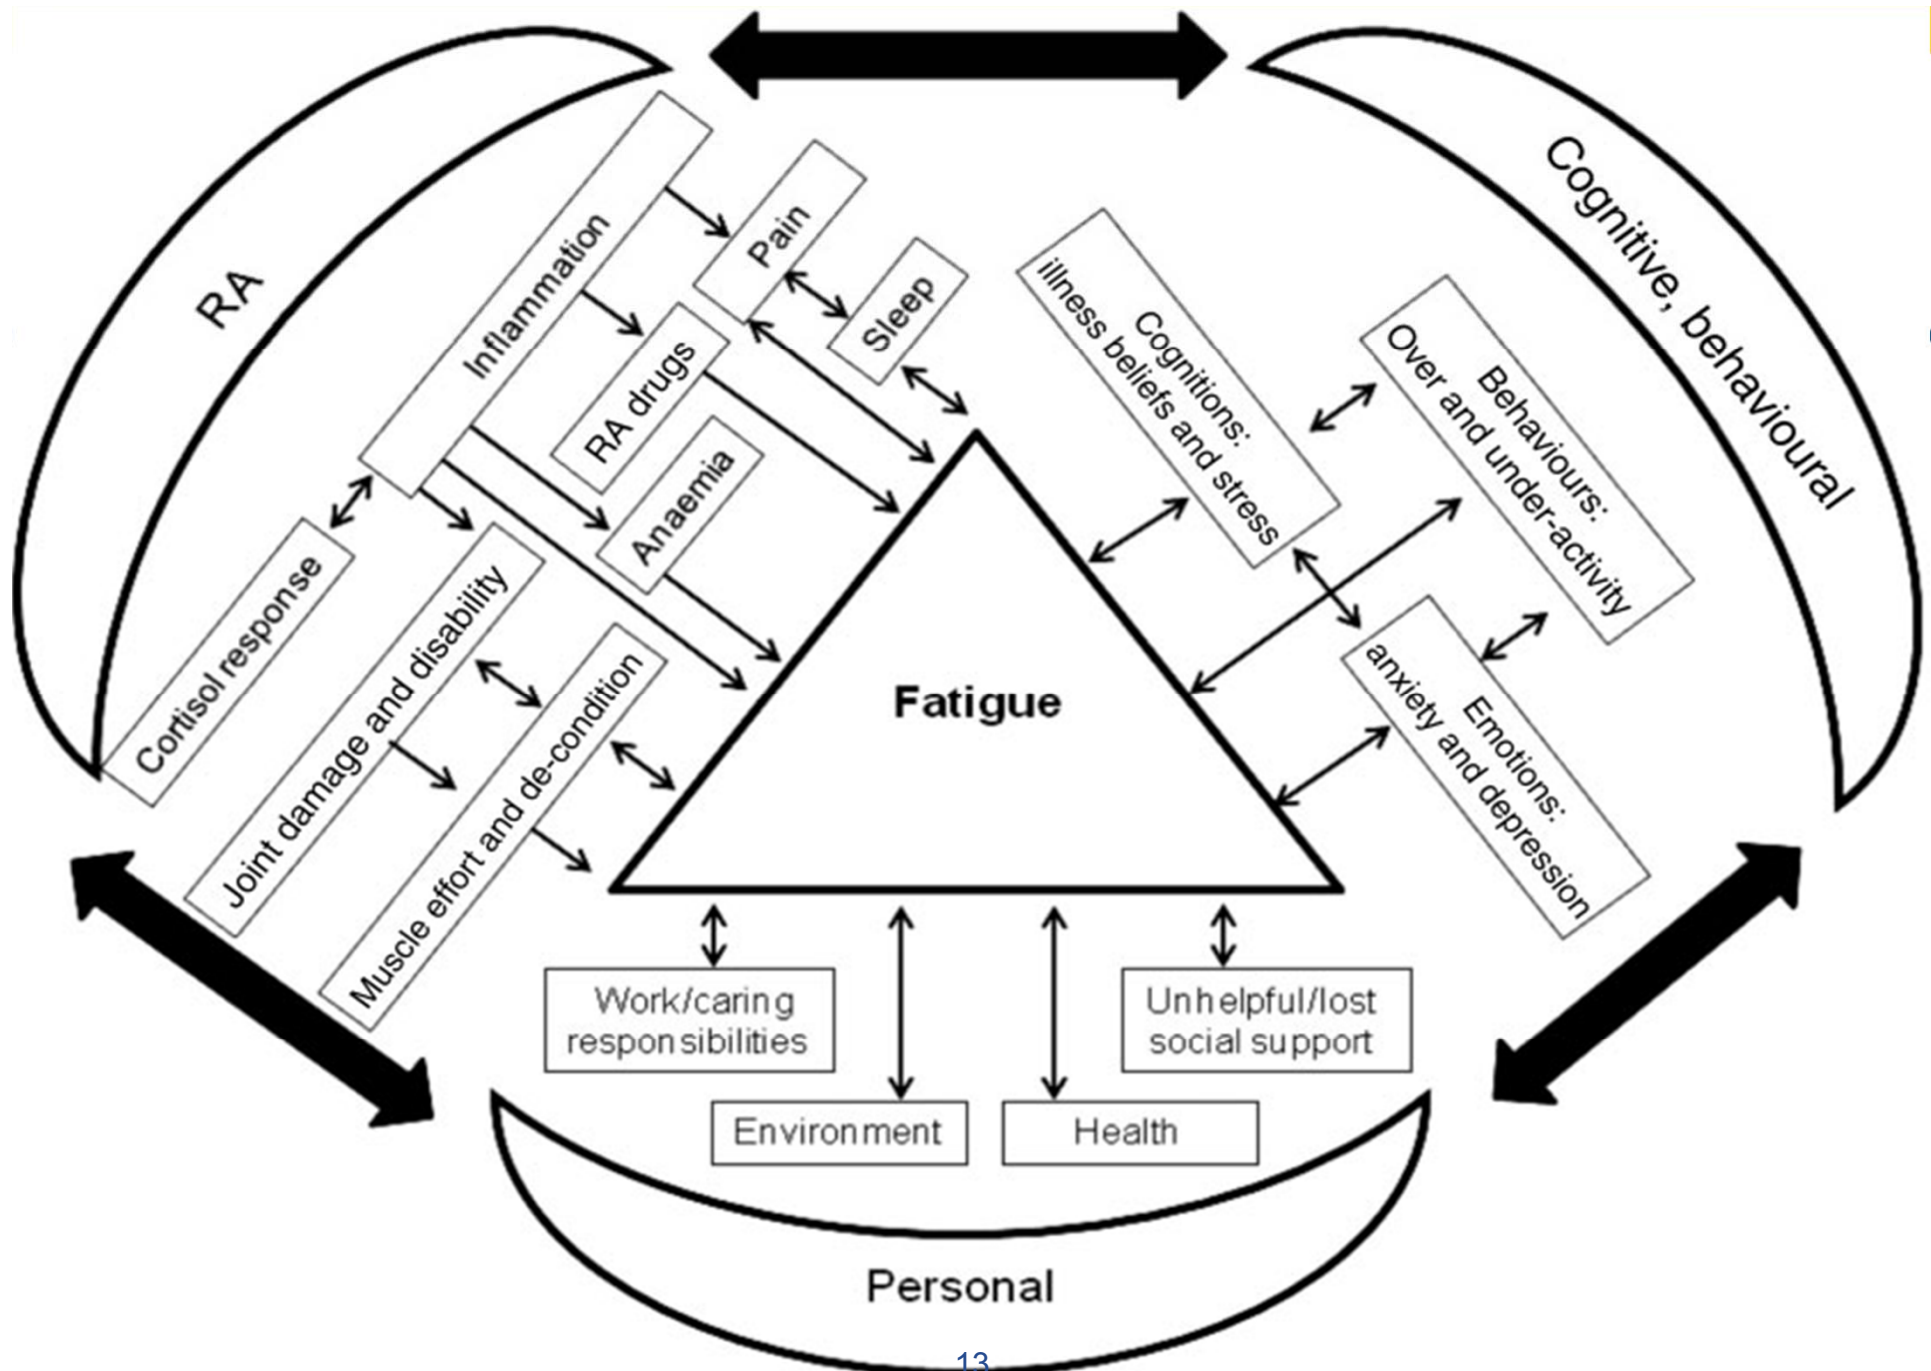 RA
Inflammation
Pain
Sleep
RA drugs
Anaemia
Cortisol response
Joint damage and disability
Muscle effort and de-condition
Cognitive, behavioural
Cognitions:
illness beliefs and stress
Behaviours:
Over and under-activity
Emotions:
anxiety and depression
Fatigue
Work/caring
responsibilities
Unhelpful/lost
social support
Environment
Health
Personal
13